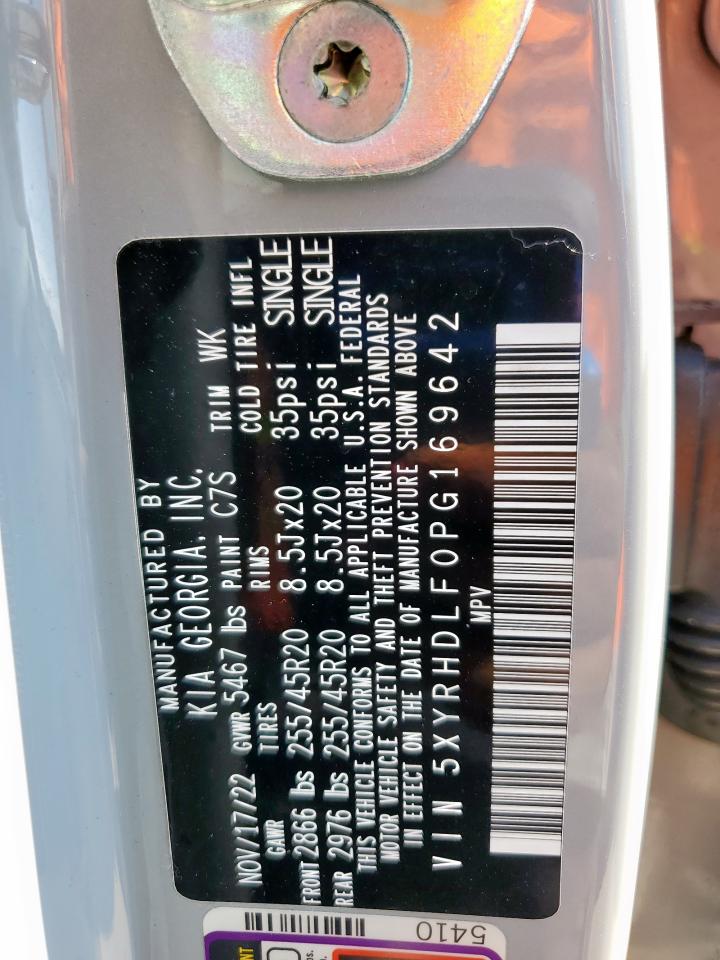 MANUFACTURED BY
KIA GEORGIA, INC.
NOV/17/22 GVWR 5467 lbs PAINT C7S TRIM WK
GAWR TIRES RIMS COLD TIRE INFL
FRONT 2866 lbs 255/45R20 8.5Jx20 35psi SINGLE
REAR 2976 lbs 255/45R20 8.5Jx20 35psi SINGLE
THIS VEHICLE CONFORMS TO ALL APPLICABLE U.S.A. FEDERAL
MOTOR VEHICLE SAFETY AND THEFT PREVENTION STANDARDS
IN EFFECT ON THE DATE OF MANUFACTURE SHOWN ABOVE
VIN 5XYRHDLF0PG169642
MPV
5410